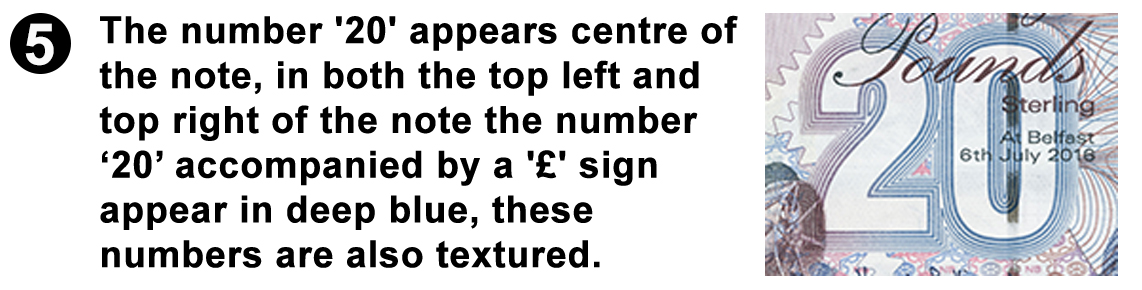 5
The number '20' appears centre of
the note, in both the top left and
top right of the note the number
‘20’ accompanied by a '£' sign
appear in deep blue, these
numbers are also textured.
Pounds
20
Sterling
At Belfast
6th July 2016